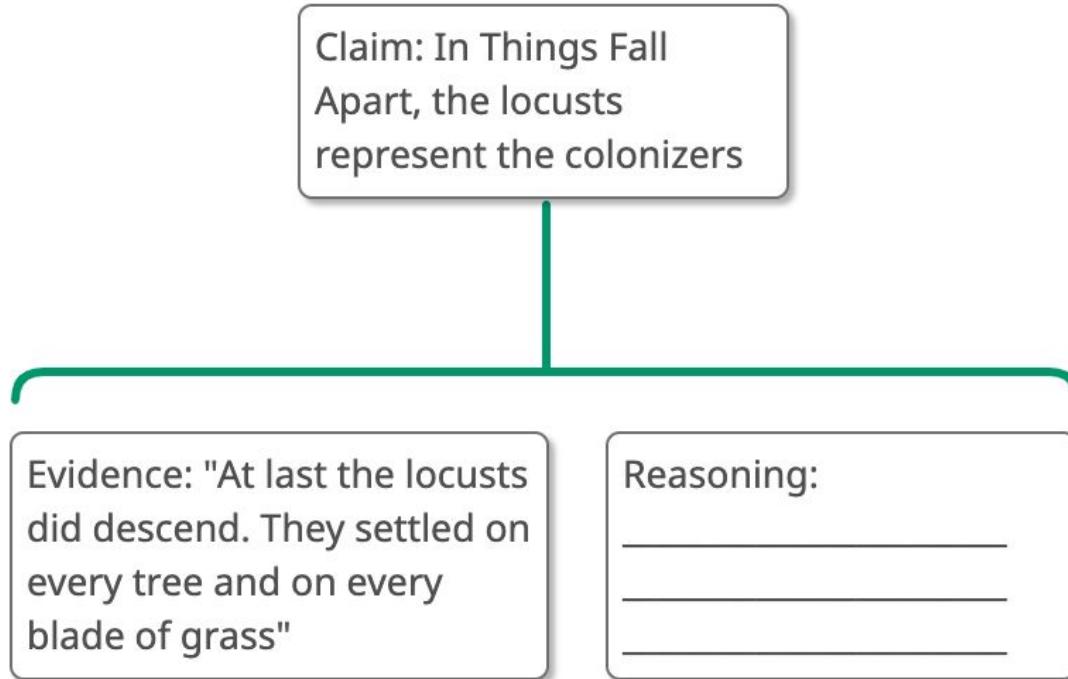 Claim: In Things Fall
Apart, the locusts
represent the colonizers
Evidence: "At last the locusts
did descend. They settled on
every tree and on every
blade of grass"
Reasoning: